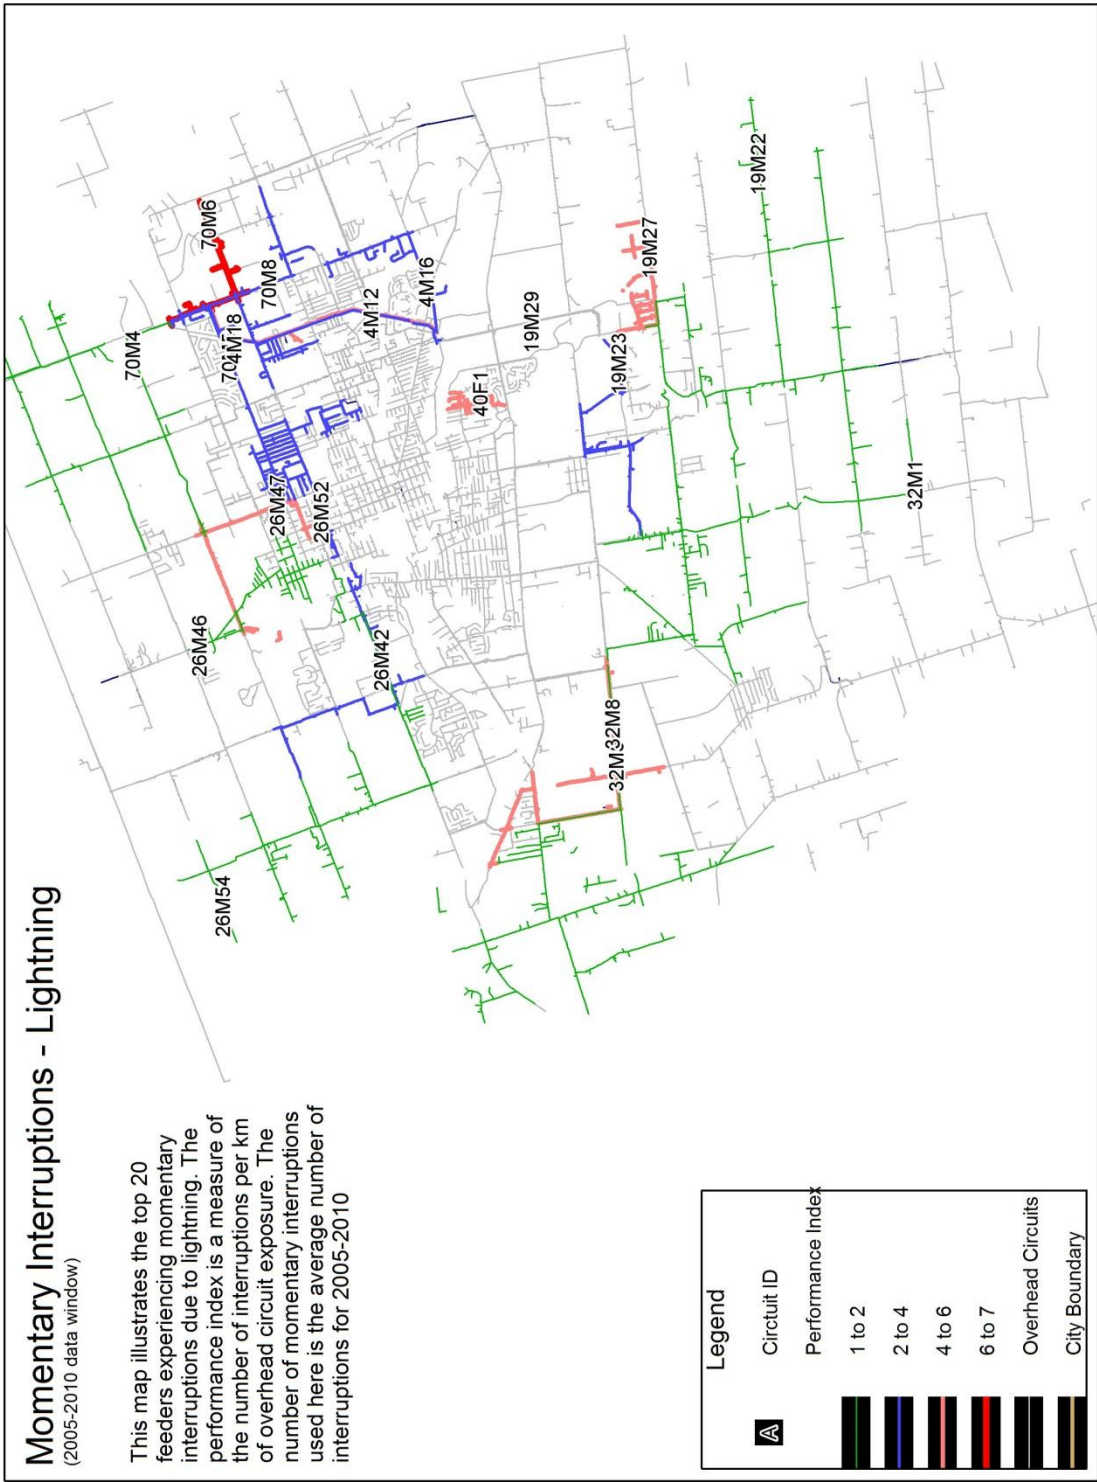 Momentary Interruptions - Lightning
(2005-2010 data window)
This map illustrates the top 20
feeders experiencing momentary
interruptions due to lightning. The
performance index is a measure of
the number of interruptions per km
of overhead circuit exposure. The
number of momentary interruptions
used here is the average number of
interruptions for 2005-2010
26M54
26M46
26M42
26M47
26M52
70M4
4M18
70M6
70M8
4M12
4M16
40F1
19M29
19M23
19M27
19M22
32M8
32M1
Legend
A
Circtuit ID
Performance Index
1 to 2
2 to 4
4 to 6
6 to 7
Overhead Circuits
City Boundary